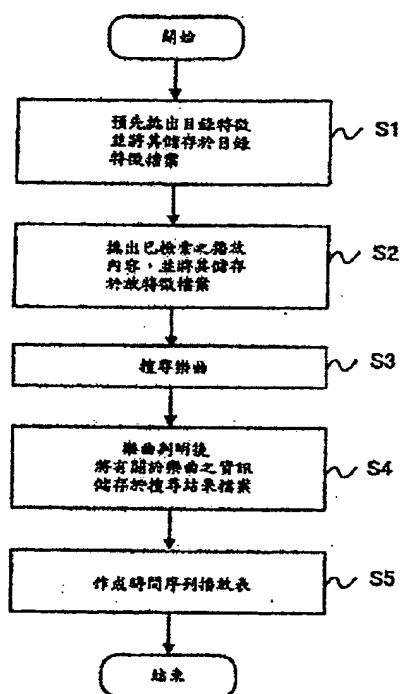 開始
預先抽出目錄特徵
並將其儲存於目錄
特徵檔案
S1
抽出已檢索之播放
內容，並將其儲存
於放特徵檔案
S2
搜尋樂曲
S3
樂曲判明後
將有關於樂曲之資訊
儲存於搜尋結果檔案
S4
作成時間序列播放表
S5
結束